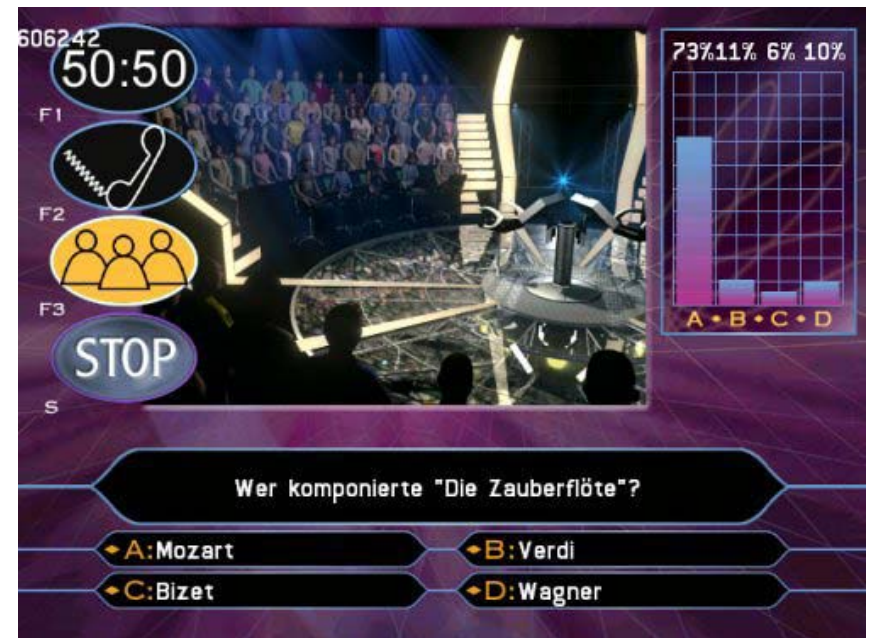 606242
50:50
F1
F2
F3
STOP
S
73% 11% 6% 10%
A • B • C • D
Wer komponierte "Die Zauberflöte"?
A: Mozart
B: Verdi
C: Bizet
D: Wagner